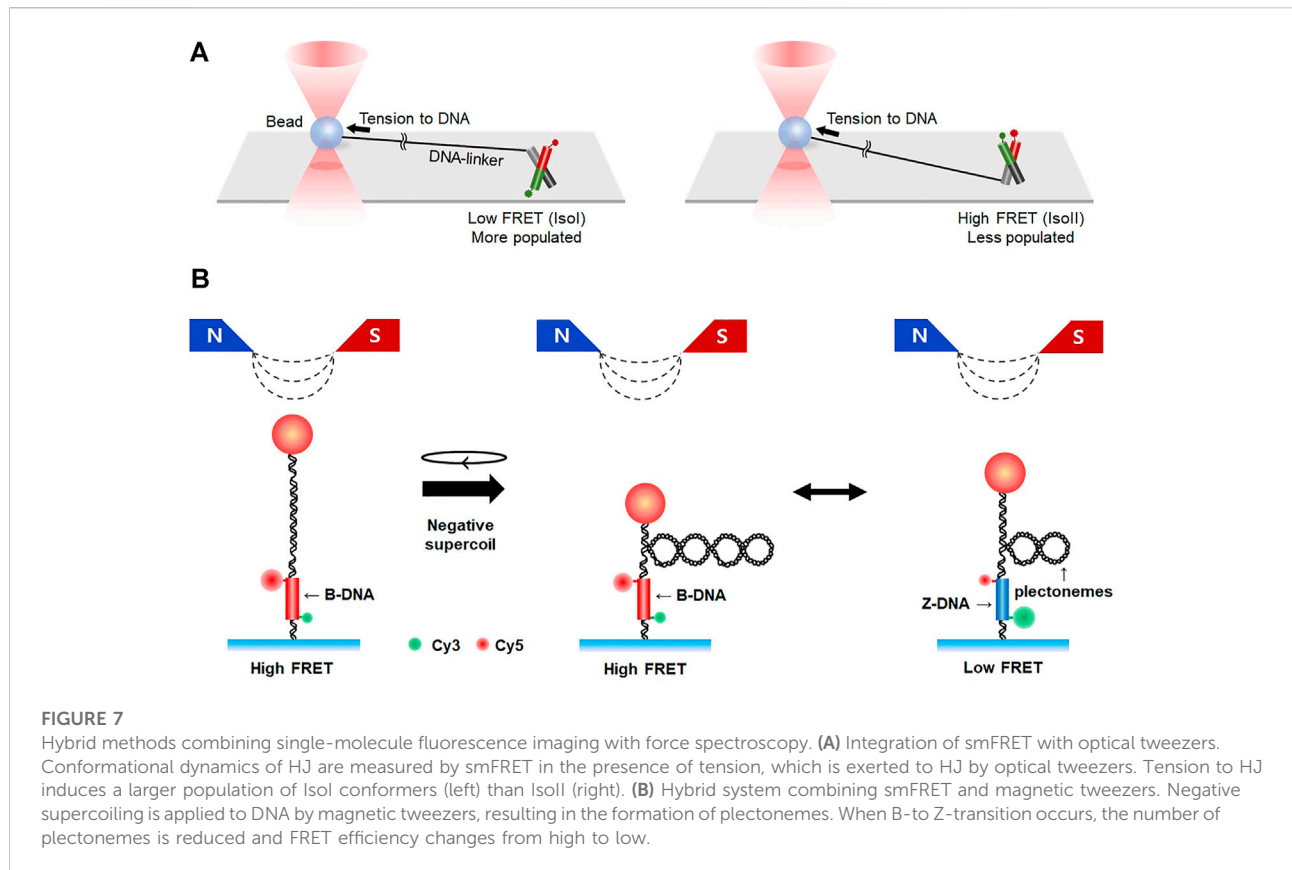 A
Bead
Tension to DNA
DNA-linker
Low FRET (IsoI)
More populated
Tension to DNA
High FRET (IsoII)
Less populated
B
N
S
N
S
N
S
Negative
supercoil
← B-DNA
← B-DNA
Z-DNA →
↑
plectonemes
Cy3
Cy5
High FRET
High FRET
Low FRET
FIGURE 7
Hybrid methods combining single-molecule fluorescence imaging with force spectroscopy. (A) Integration of smFRET with optical tweezers.
Conformational dynamics of HJ are measured by smFRET in the presence of tension, which is exerted to HJ by optical tweezers. Tension to HJ
induces a larger population of IsoI conformers (left) than IsoII (right). (B) Hybrid system combining smFRET and magnetic tweezers. Negative
supercoiling is applied to DNA by magnetic tweezers, resulting in the formation of plectonemes. When B-to Z-transition occurs, the number of
plectonemes is reduced and FRET efficiency changes from high to low.